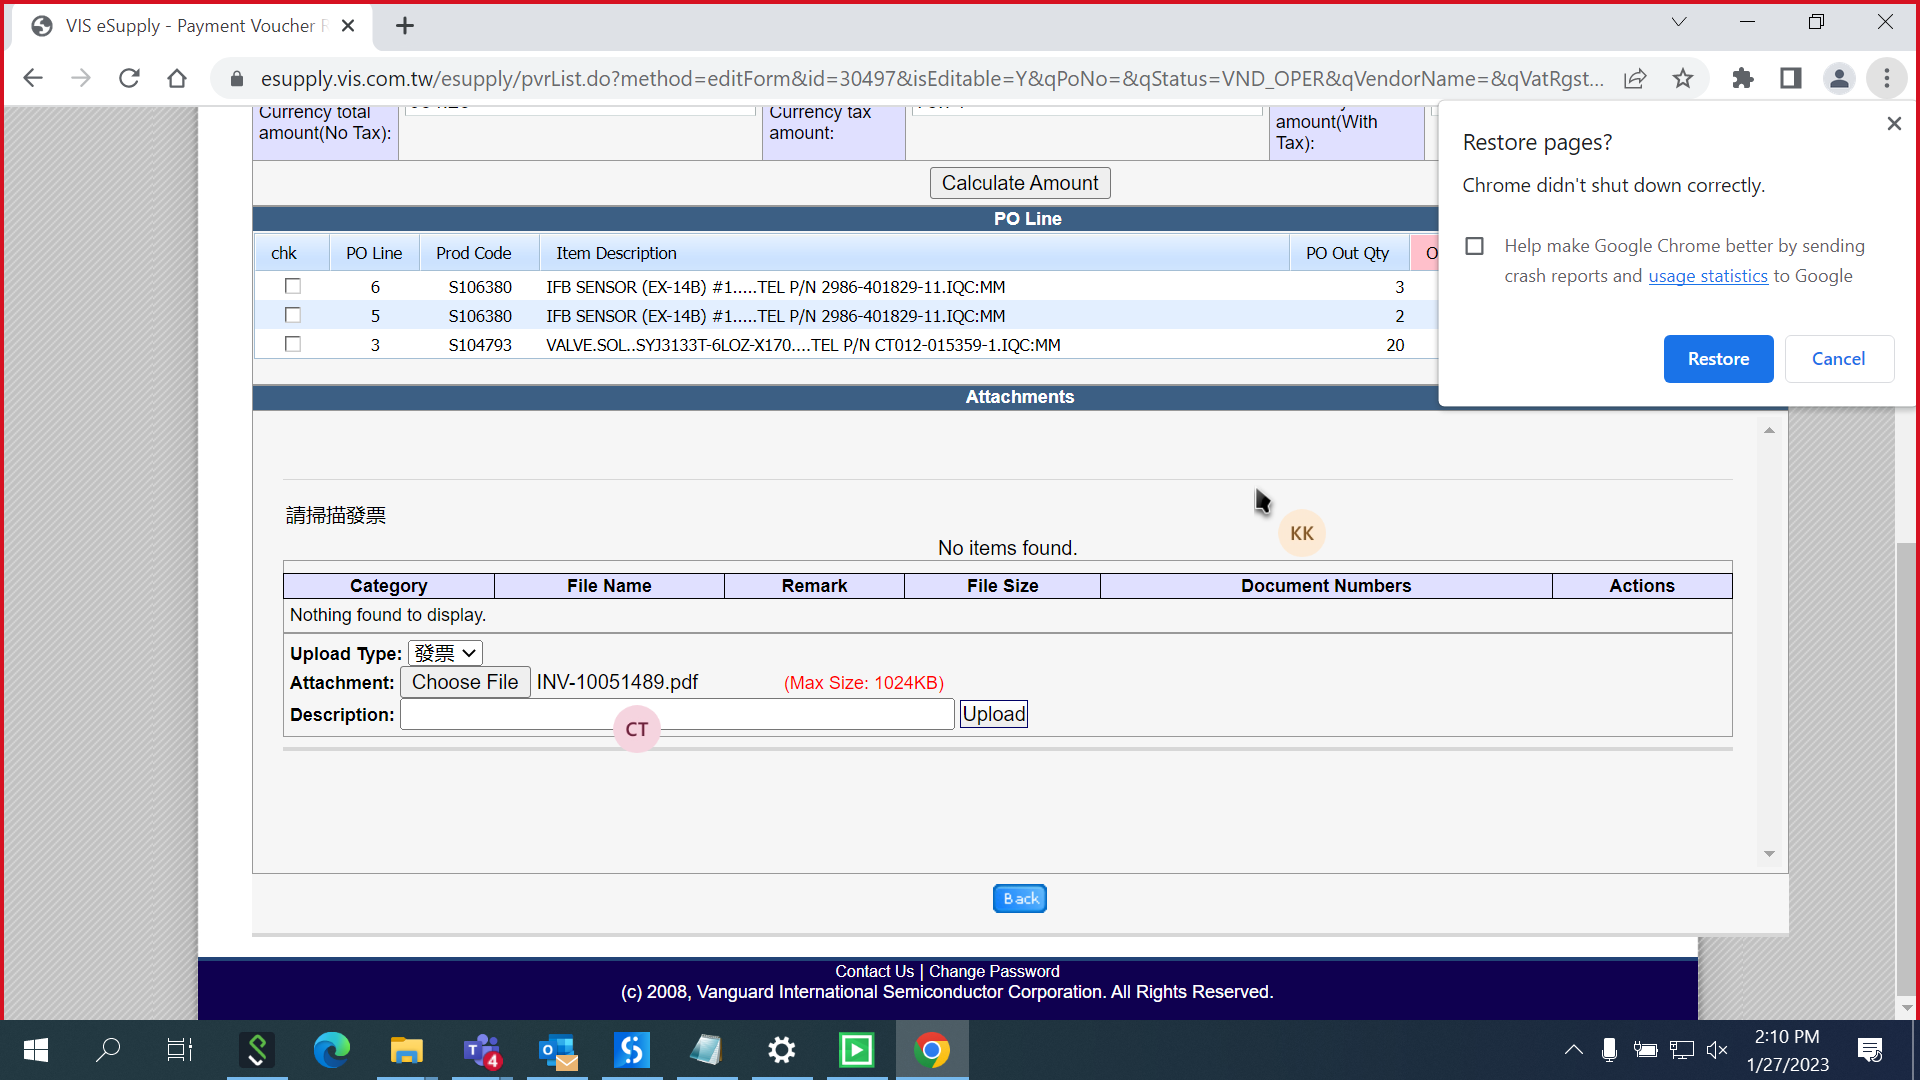 VIS eSupply - Payment Voucher R
esupply.vis.com.tw/esupply/pvrList.do?method=editForm&id=30497&isEditable=Y&qPoNo=&qStatus=VND_OPER&qVendorName=&qVatRgst...
Currency total
amount(No Tax):
Currency tax
amount:
amount(With
Tax):
Calculate Amount
Restore pages?
Chrome didn't shut down correctly.
Help make Google Chrome better by sending
crash reports and usage statistics to Google
Restore
Cancel
PO Line
chk PO Line Prod Code Item Description PO Out Qty O
6 S106380 IFB SENSOR (EX-14B) #1.....TEL P/N 2986-401829-11.IQC:MM 3
5 S106380 IFB SENSOR (EX-14B) #1.....TEL P/N 2986-401829-11.IQC:MM 2
3 S104793 VALVE.SOL..SYJ3133T-6LOZ-X170....TEL P/N CT012-015359-1.IQC:MM 20
Attachments
請掃描發票
KK
No items found.
Category File Name Remark File Size Document Numbers Actions
Nothing found to display.
Upload Type: 發票
Attachment: Choose File INV-10051489.pdf (Max Size: 1024KB)
Description: Upload
CT
Back
Contact Us | Change Password
(c) 2008, Vanguard International Semiconductor Corporation. All Rights Reserved.
4
2:10 PM
1/27/2023